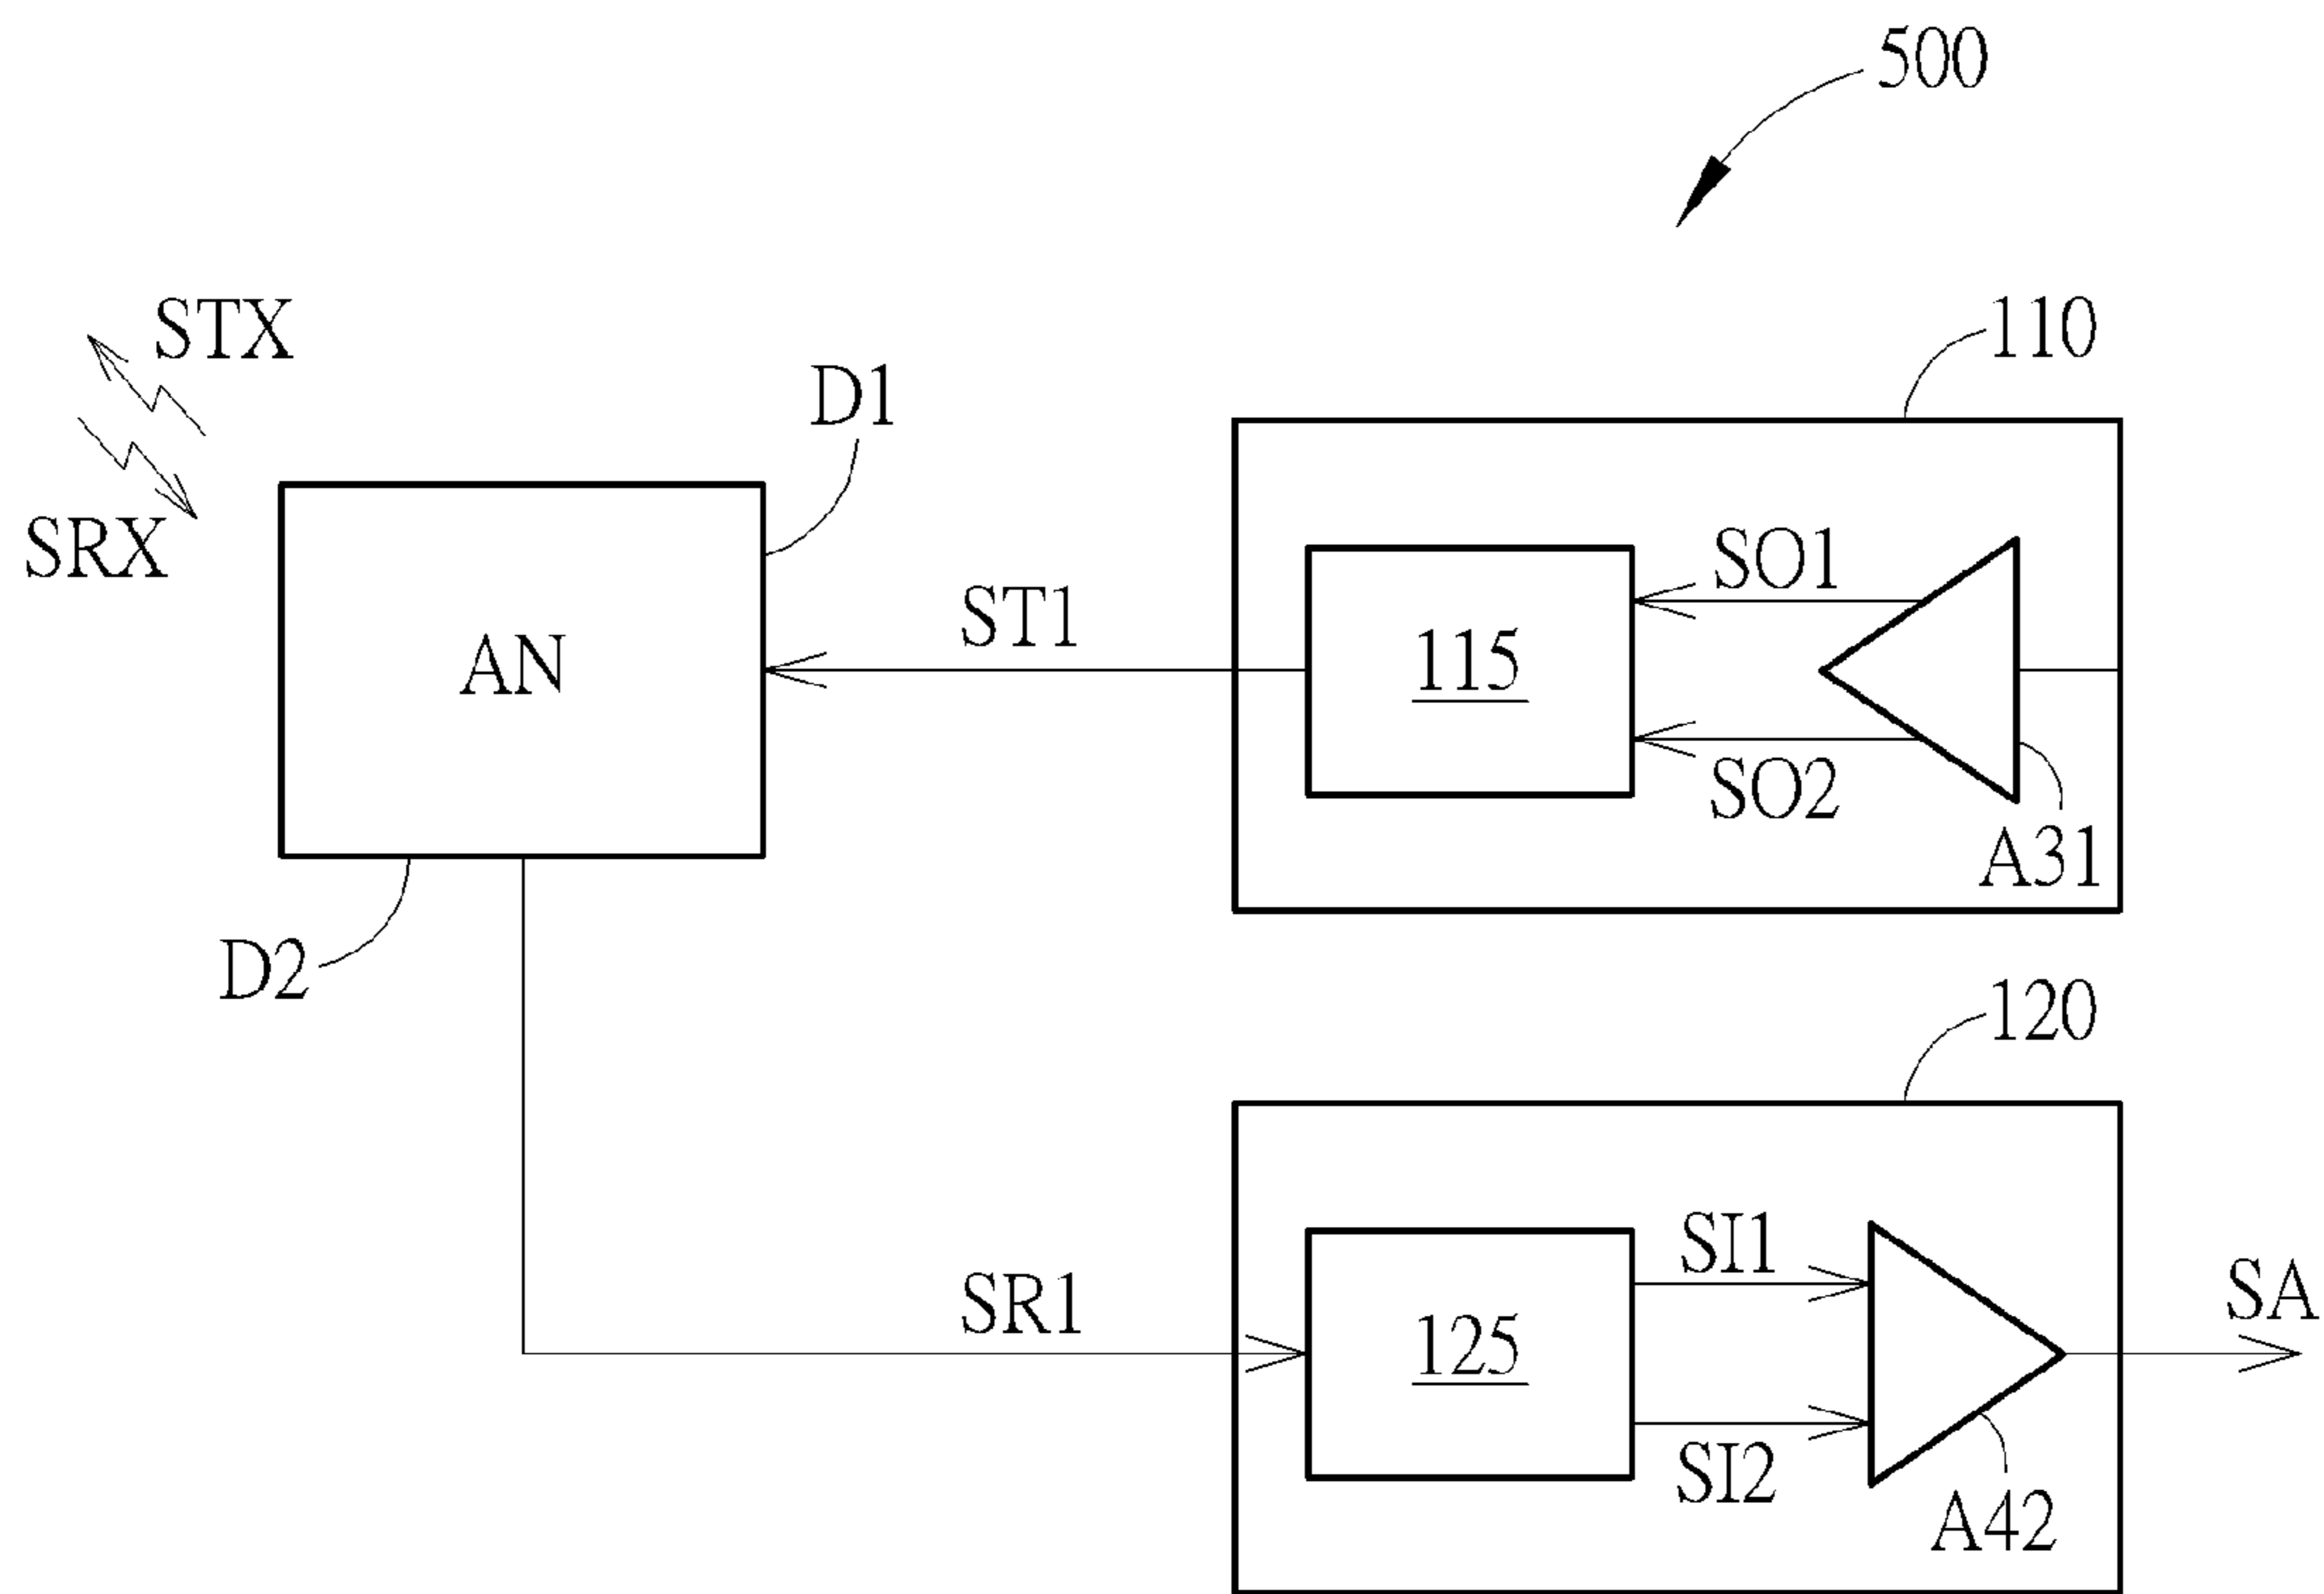 500
STX
110
D1
SRX
SO1
ST1
AN
115
SO2
A31
D2
120
SI1
SA
SR1
125
SI2
A42